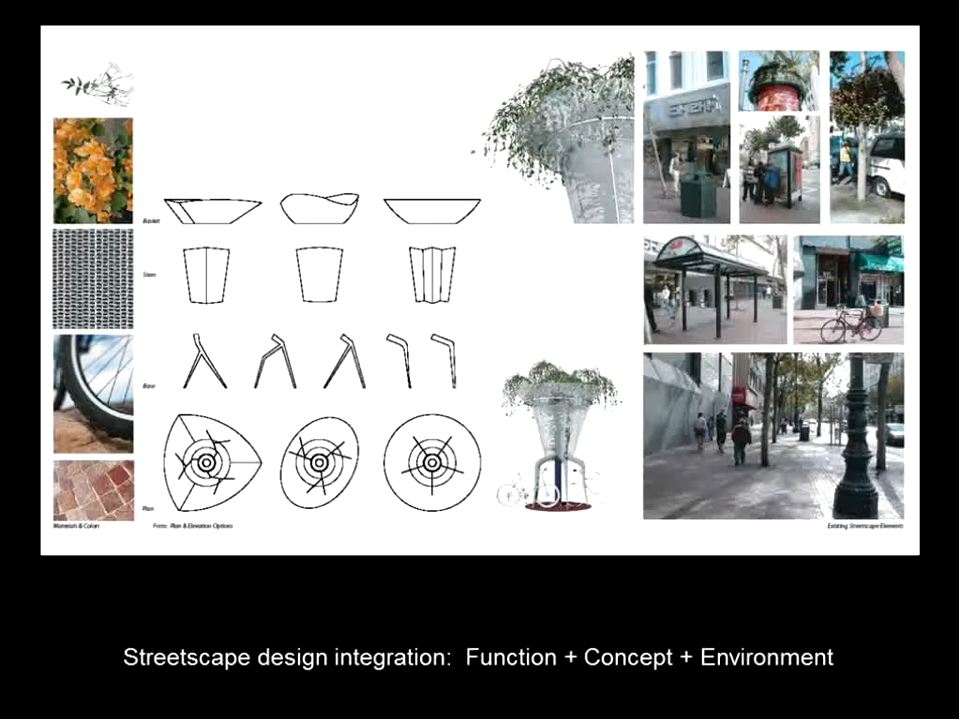 Basket
Stem
Base
Plan
Materials & Colors
Form: Plan & Elevation Options
Existing Streetscape Elements
Streetscape design integration: Function + Concept + Environment